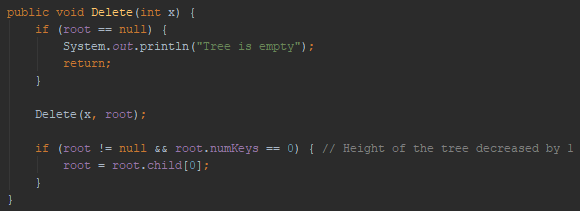 public void Delete(int x) {
if (root == null) {
System.out.println("Tree is empty");
return;
}
Delete(x, root);
if (root != null && root.numKeys == 0) { // Height of the tree decreased by 1
root = root.child[0];
}
}